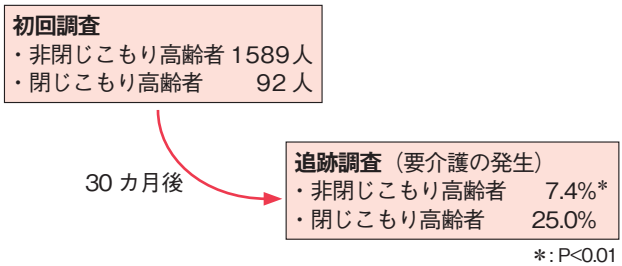 初回調査
・非閉じこもり高齢者 1589人
・閉じこもり高齢者 92人
30カ月後
追跡調査（要介護の発生）
・非閉じこもり高齢者 7.4%*
・閉じこもり高齢者 25.0%
*: P<0.01